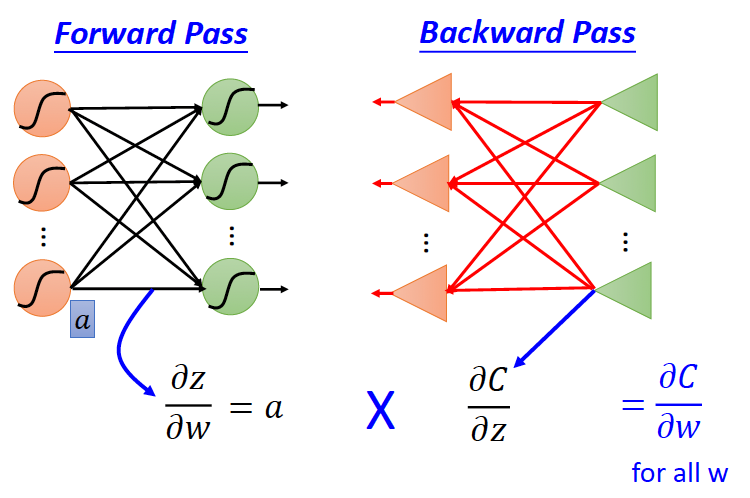 Forward Pass
Backward Pass
⋮ ⋮ ⋮ ⋮
a
∂z/∂w = a X ∂C/∂z = ∂C/∂w
for all w